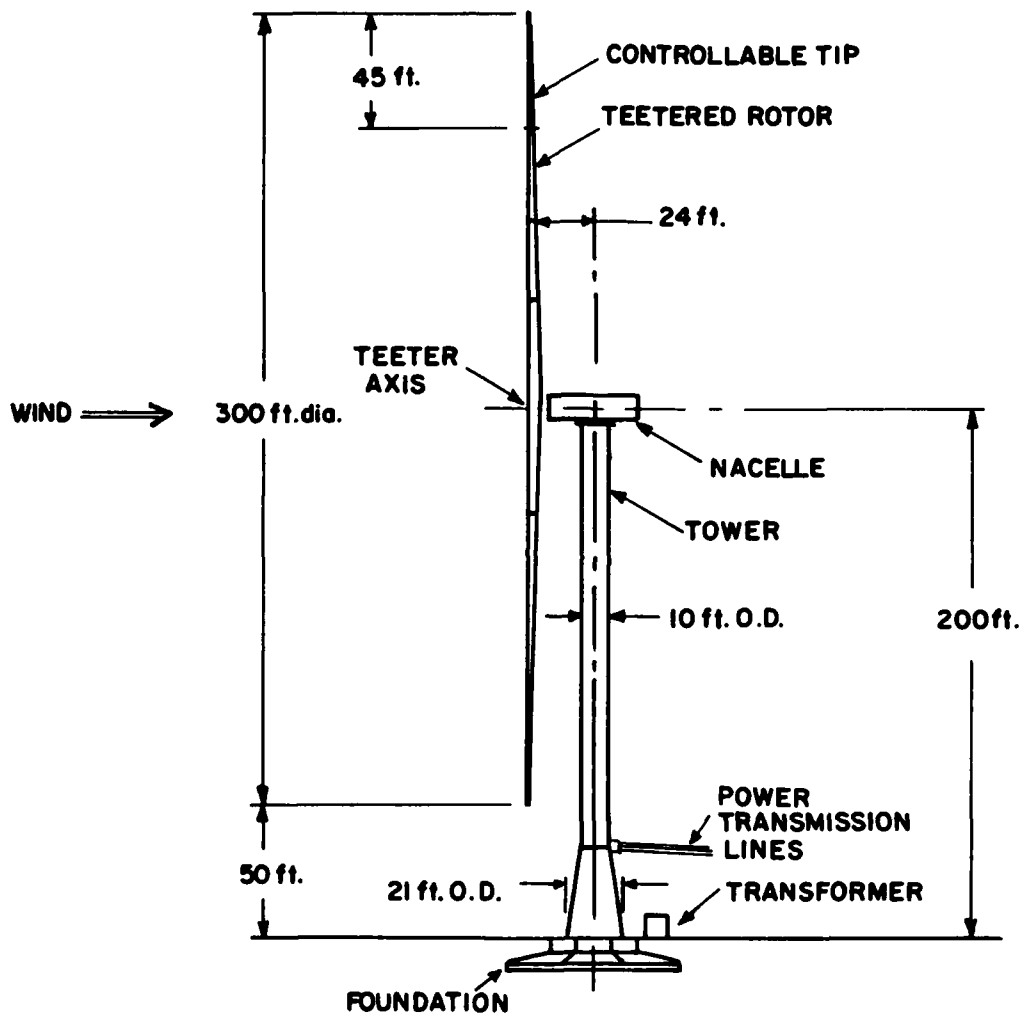 CONTROLLABLE TIP
45 ft.
TEETERED ROTOR
24 ft.
TEETER
AXIS
WIND
300 ft. dia.
NACELLE
TOWER
10 ft. O.D.
200 ft.
POWER
TRANSMISSION
LINES
50 ft.
21 ft. O.D.
TRANSFORMER
FOUNDATION